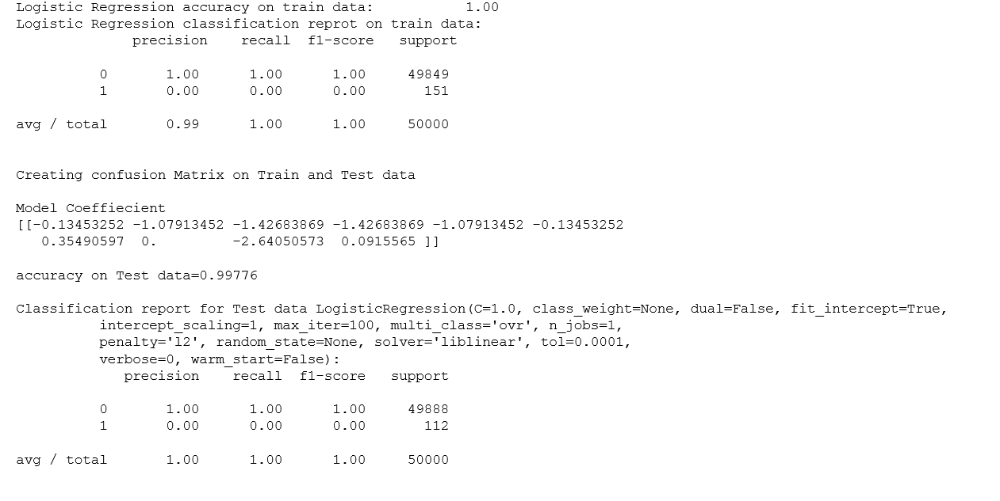 Logistic Regression accuracy on train data: 1.00
Logistic Regression classification reprot on train data:
precision recall f1-score support
0 1.00 1.00 1.00 49849
1 0.00 0.00 0.00 151
avg / total 0.99 1.00 1.00 50000
Creating confusion Matrix on Train and Test data
Model Coeffiecient
[[-0.13453252 -1.07913452 -1.42683869 -1.42683869 -1.07913452 -0.13453252
0.35490597 0. -2.64050573 0.0915565 ]]
accuracy on Test data=0.99776
Classification report for Test data LogisticRegression(C=1.0, class_weight=None, dual=False, fit_intercept=True,
intercept_scaling=1, max_iter=100, multi_class='ovr', n_jobs=1,
penalty='l2', random_state=None, solver='liblinear', tol=0.0001,
verbose=0, warm_start=False):
precision recall f1-score support
0 1.00 1.00 1.00 49888
1 0.00 0.00 0.00 112
avg / total 1.00 1.00 1.00 50000